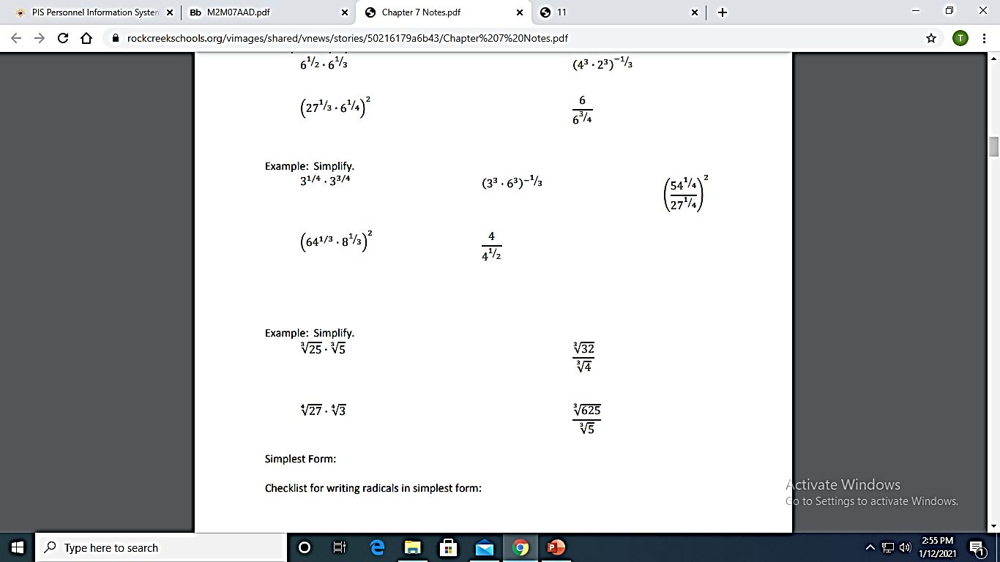 PIS Personnel Information System
Bb M2M07AAD.pdf
Chapter 7 Notes.pdf
11
rockcreekschools.org/vimages/shared/vnews/stories/50216179a6b43/Chapter%207%20Notes.pdf
T
6^{1/2} · 6^{1/3} (4³ · 2³)^{-1/3}
(27^{1/3} · 6^{1/4})² 6/6^{3/4}
Example: Simplify.
3^{1/4} · 3^{3/4} (3³ · 6³)^{-1/3} (54^{1/4}/27^{1/4})²
(64^{1/3} · 8^{1/3})² 4/4^{1/2}
Example: Simplify.
∛25 · ∛5 ∛32/∛4
∜27 · ∜3 ∛625/∛5
Simplest Form:
Checklist for writing radicals in simplest form:
Activate Windows
Go to Settings to activate Windows.
Type here to search
2:55 PM
1/12/2021
1